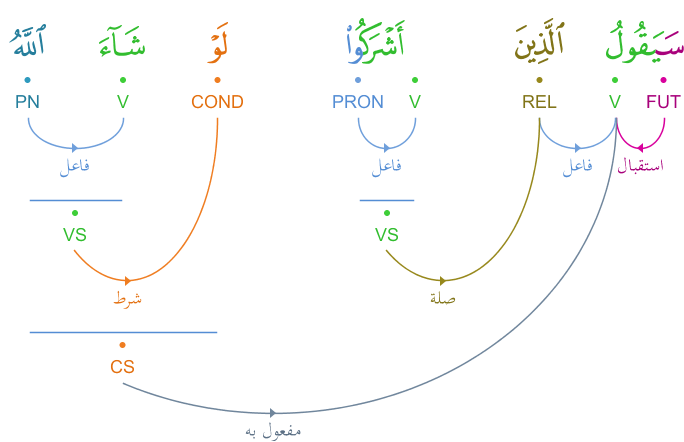 سَيَقُولُ ٱلَّذِينَ أَشْرَكُوا۟ لَوْ شَآءَ ٱللَّهُ
FUT V REL V PRON COND V PN
استقبال فاعل فاعل فاعل
VS VS
صلة شرط
CS
مفعول به